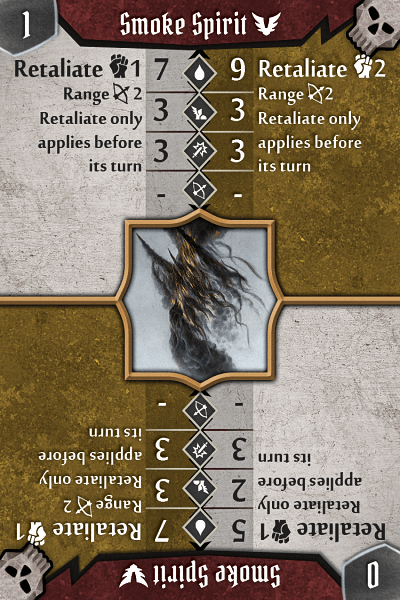 1
Smoke Spirit
Retaliate 1 7 9 Retaliate 2
Range 2 3 3 Range 2
Retaliate only Retaliate only
applies before 3 3 applies before
its turn its turn
- -
0
Smoke Spirit
Retaliate 1 5 7 Retaliate 1
Retaliate only 2 3 Range 2
applies before Retaliate only
its turn 3 3 applies before
its turn
- -